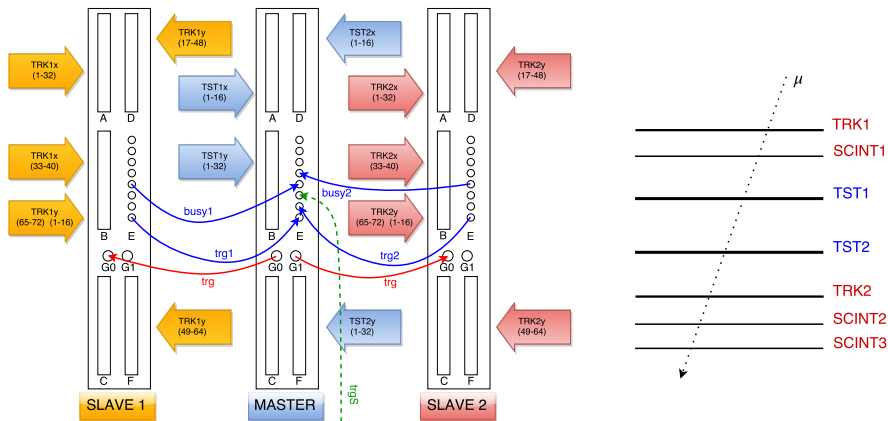 TRK1y
(17-48)
TRK1x
(1-32)
A
D
TRK1x
(33-40)
TRK1y
(65-72) (1-16)
B
E
G0
G1
TRK1y
(49-64)
C
F
SLAVE 1
TST2x
(1-16)
TST1x
(1-16)
A
D
TST1y
(1-32)
busy1
busy2
trg1
trg2
B
E
G0
G1
trg
trg
TST2y
(1-32)
trgS
C
F
MASTER
TRK2y
(17-48)
TRK2x
(1-32)
A
D
TRK2x
(33-40)
TRK2y
(65-72) (1-16)
B
E
G0
G1
TRK2y
(49-64)
C
F
SLAVE 2
μ
TRK1
SCINT1
TST1
TST2
TRK2
SCINT2
SCINT3